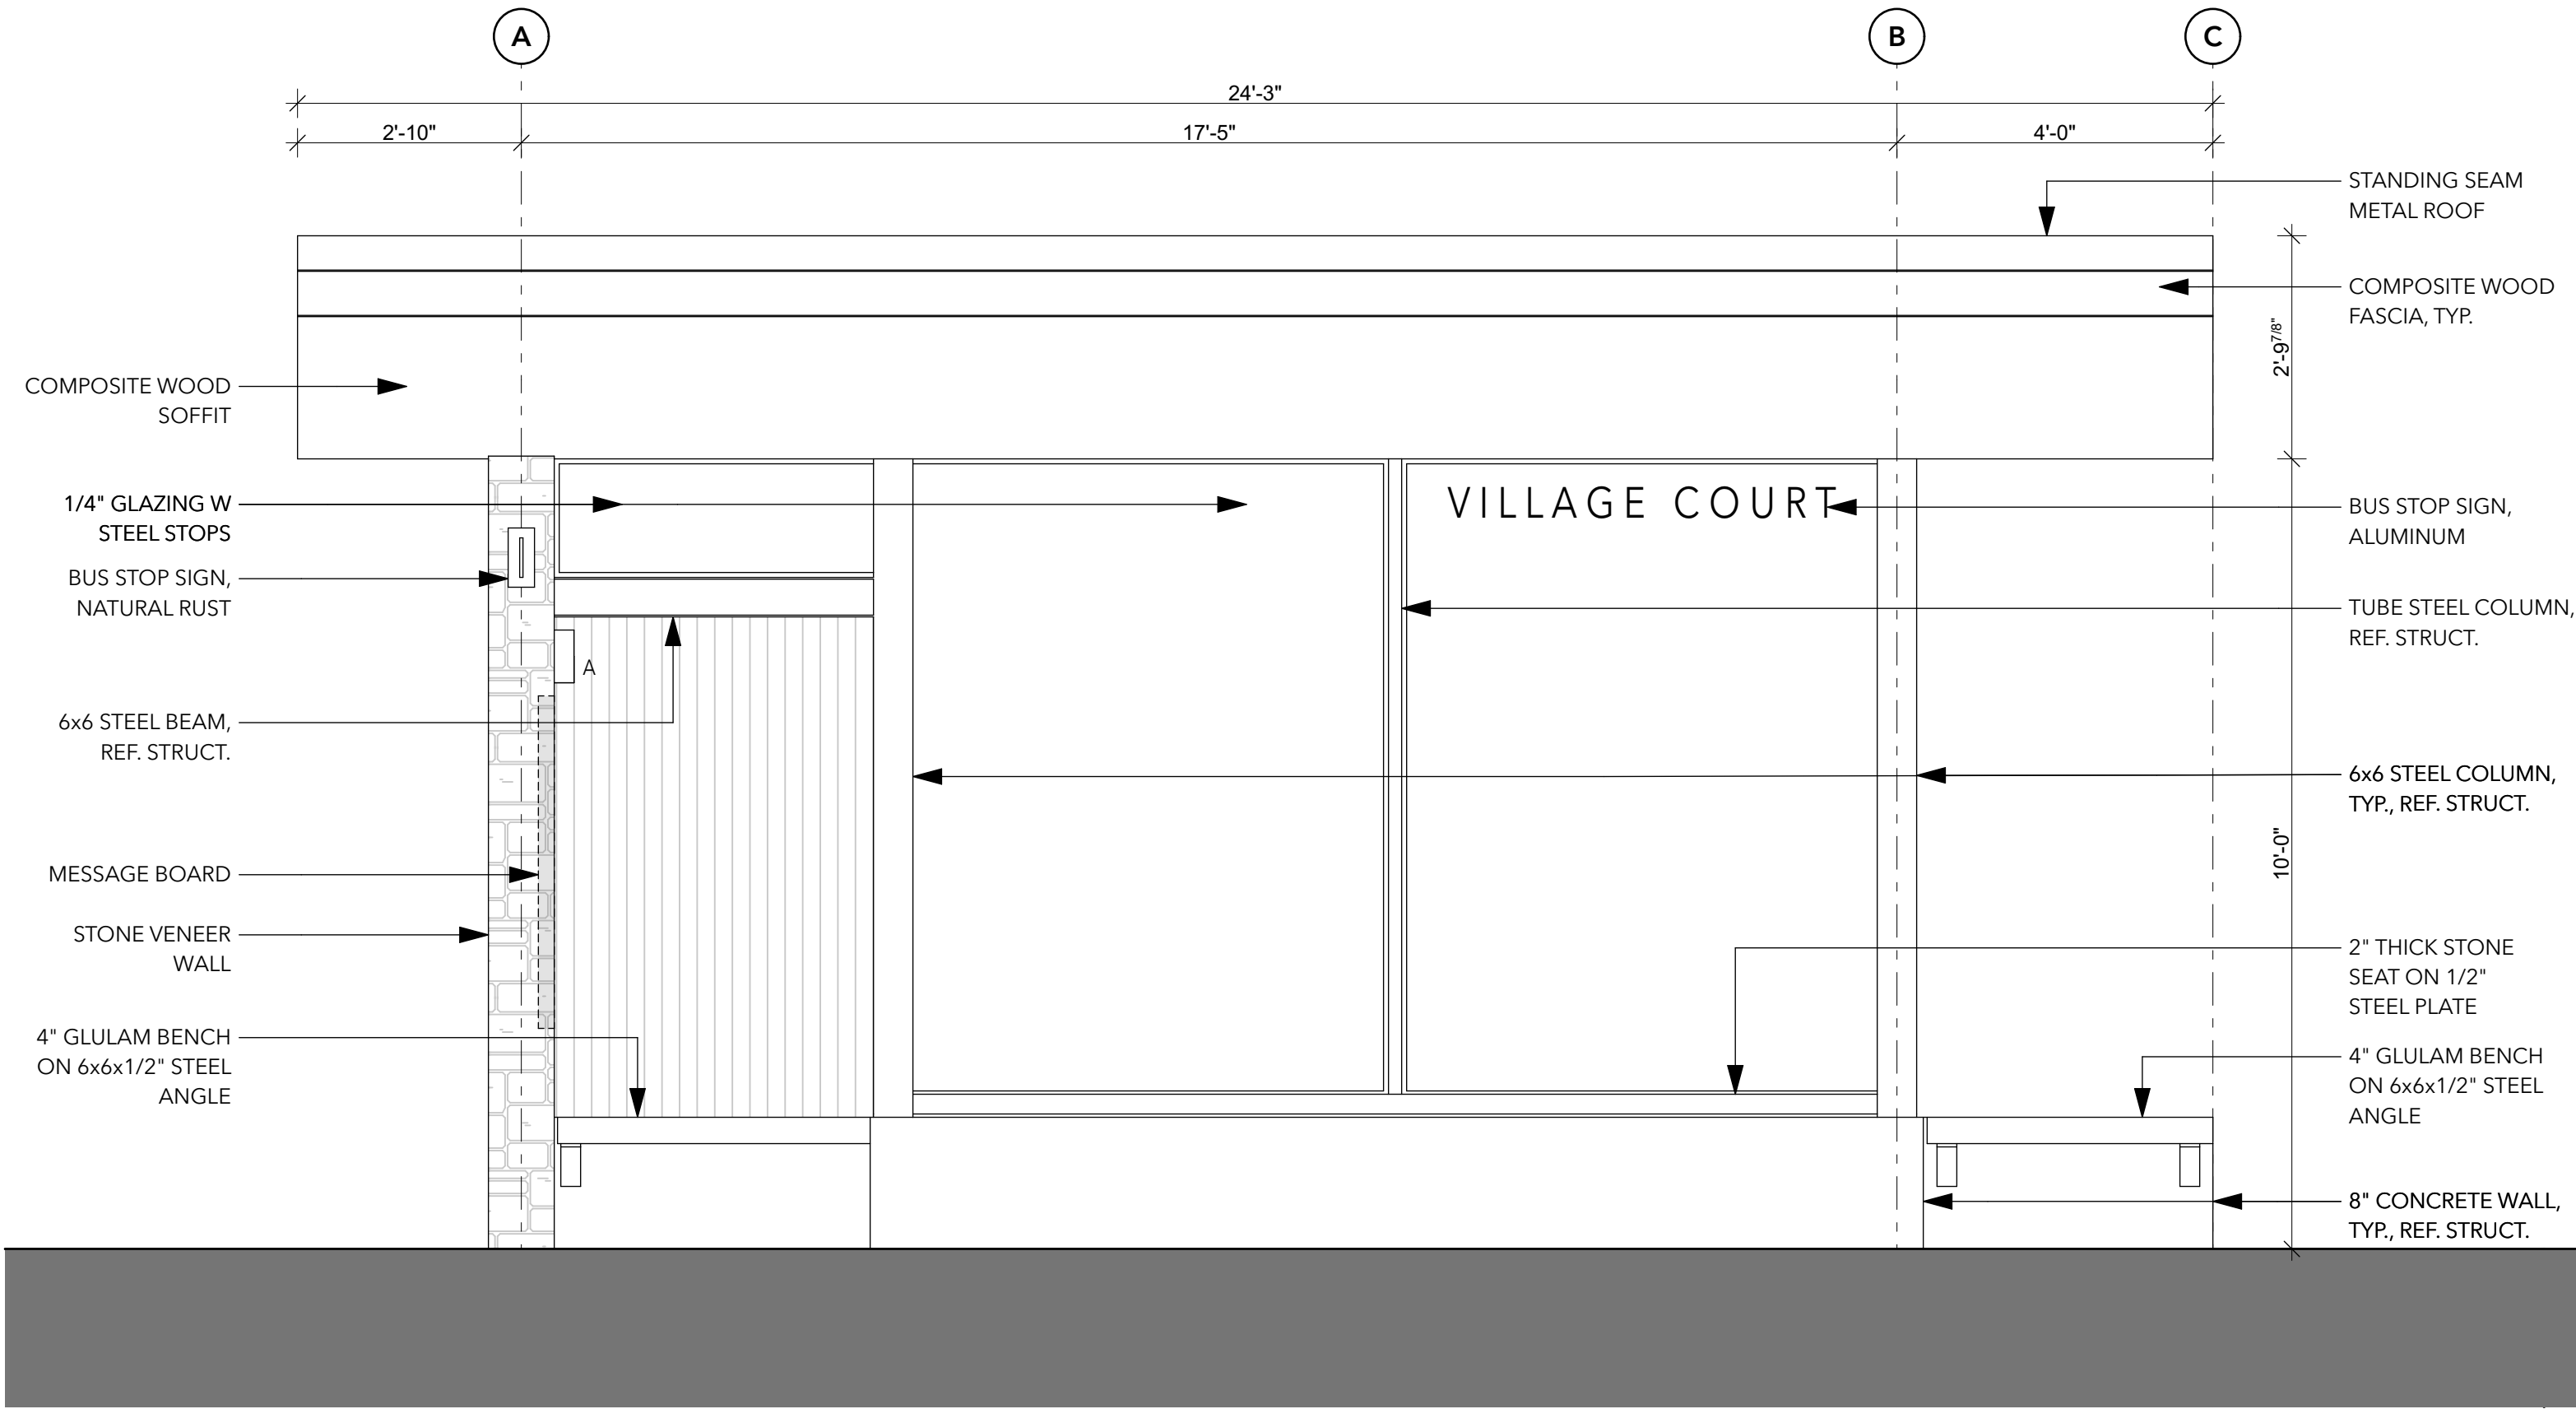 A
B
C
24'-3"
2'-10"
17'-5"
4'-0"
STANDING SEAM
METAL ROOF
COMPOSITE WOOD
FASCIA, TYP.
2'-9 7/8"
COMPOSITE WOOD
SOFFIT
1/4" GLAZING W
STEEL STOPS
VILLAGE COURT
BUS STOP SIGN,
ALUMINUM
BUS STOP SIGN,
NATURAL RUST
TUBE STEEL COLUMN,
REF. STRUCT.
A
6x6 STEEL BEAM,
REF. STRUCT.
6x6 STEEL COLUMN,
TYP., REF. STRUCT.
10'-0"
MESSAGE BOARD
STONE VENEER
WALL
2" THICK STONE
SEAT ON 1/2"
STEEL PLATE
4" GLULAM BENCH
ON 6x6x1/2" STEEL
ANGLE
4" GLULAM BENCH
ON 6x6x1/2" STEEL
ANGLE
8" CONCRETE WALL,
TYP., REF. STRUCT.